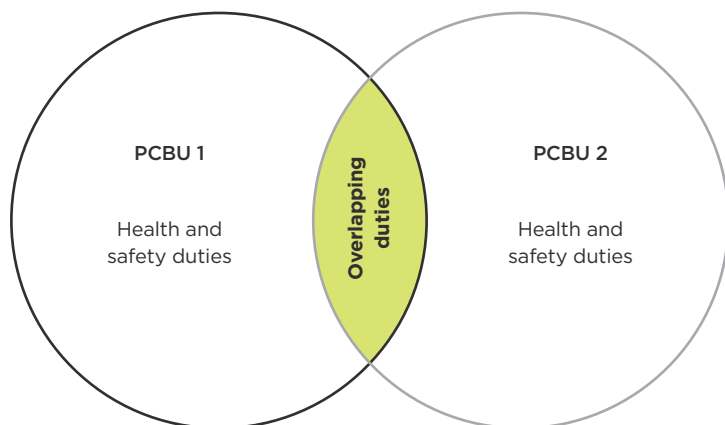 PCBU 1
Health and
safety duties
Overlapping
duties
PCBU 2
Health and
safety duties